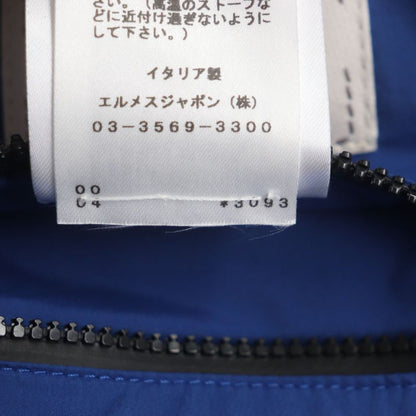 さい。（高温のストーブな
どに近付け過ぎないように
して下さい。）
イタリア製
エルメスジャポン（株）
03-3569-3300
00
04 *3093